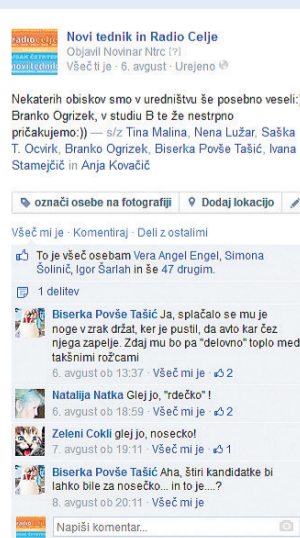 radiocelje
VSAK ČETRTEK
novi tednik
Novi tednik in Radio Celje
Objavil Novinar Ntrc [?]
Všeč ti je · 6. avgust · Urejeno
Nekaterih obiskov smo v uredništvu še posebno veseli:)
Branko Ogrizek, v studiu B te že nestrpno
pričakujemo:)) — s/z Tina Malina, Nena Lužar, Saška
T. Ocvirk, Branko Ogrizek, Biserka Povše Tašić, Ivana
Stamejčič in Anja Kovačič
označi osebe na fotografiji
Dodaj lokacijo
Všeč mi je · Komentiraj · Deli z ostalimi
To je všeč osebam Vera Angel Engel, Simona
Šolinič, Igor Šarlah in še 47 drugim.
1 delitev
Biserka Povše Tašić Ja, splačalo se mu je
noge v zrak držat, ker je pustil, da avto kar čez
njega zapelje. Zdaj mu bo pa "delovno" toplo med
takšnimi rož'cami
6. avgust ob 13:37 · Všeč mi je · 2
Natalija Natka Glej jo, "rdečko" !
6. avgust ob 18:59 · Všeč mi je · 2
Zeleni Cokli glej jo, nosecko!
7. avgust ob 19:11 · Všeč mi je · 1
Biserka Povše Tašić Aha, štiri kandidatke bi
lahko bile za nosečko... in to je....?
8. avgust ob 20:11 · Všeč mi je
Napiši komentar...